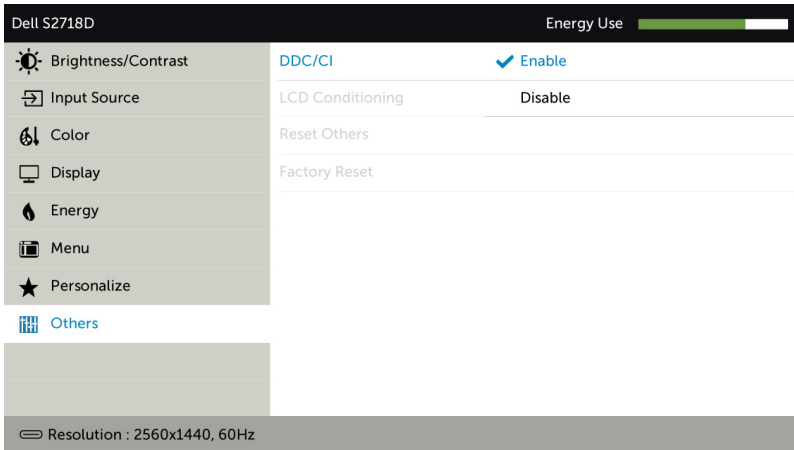 Dell S2718D Energy Use
Brightness/Contrast DDC/CI Enable
Input Source LCD Conditioning Disable
Color Reset Others
Display Factory Reset
Energy
Menu
Personalize
Others
Resolution : 2560x1440, 60Hz